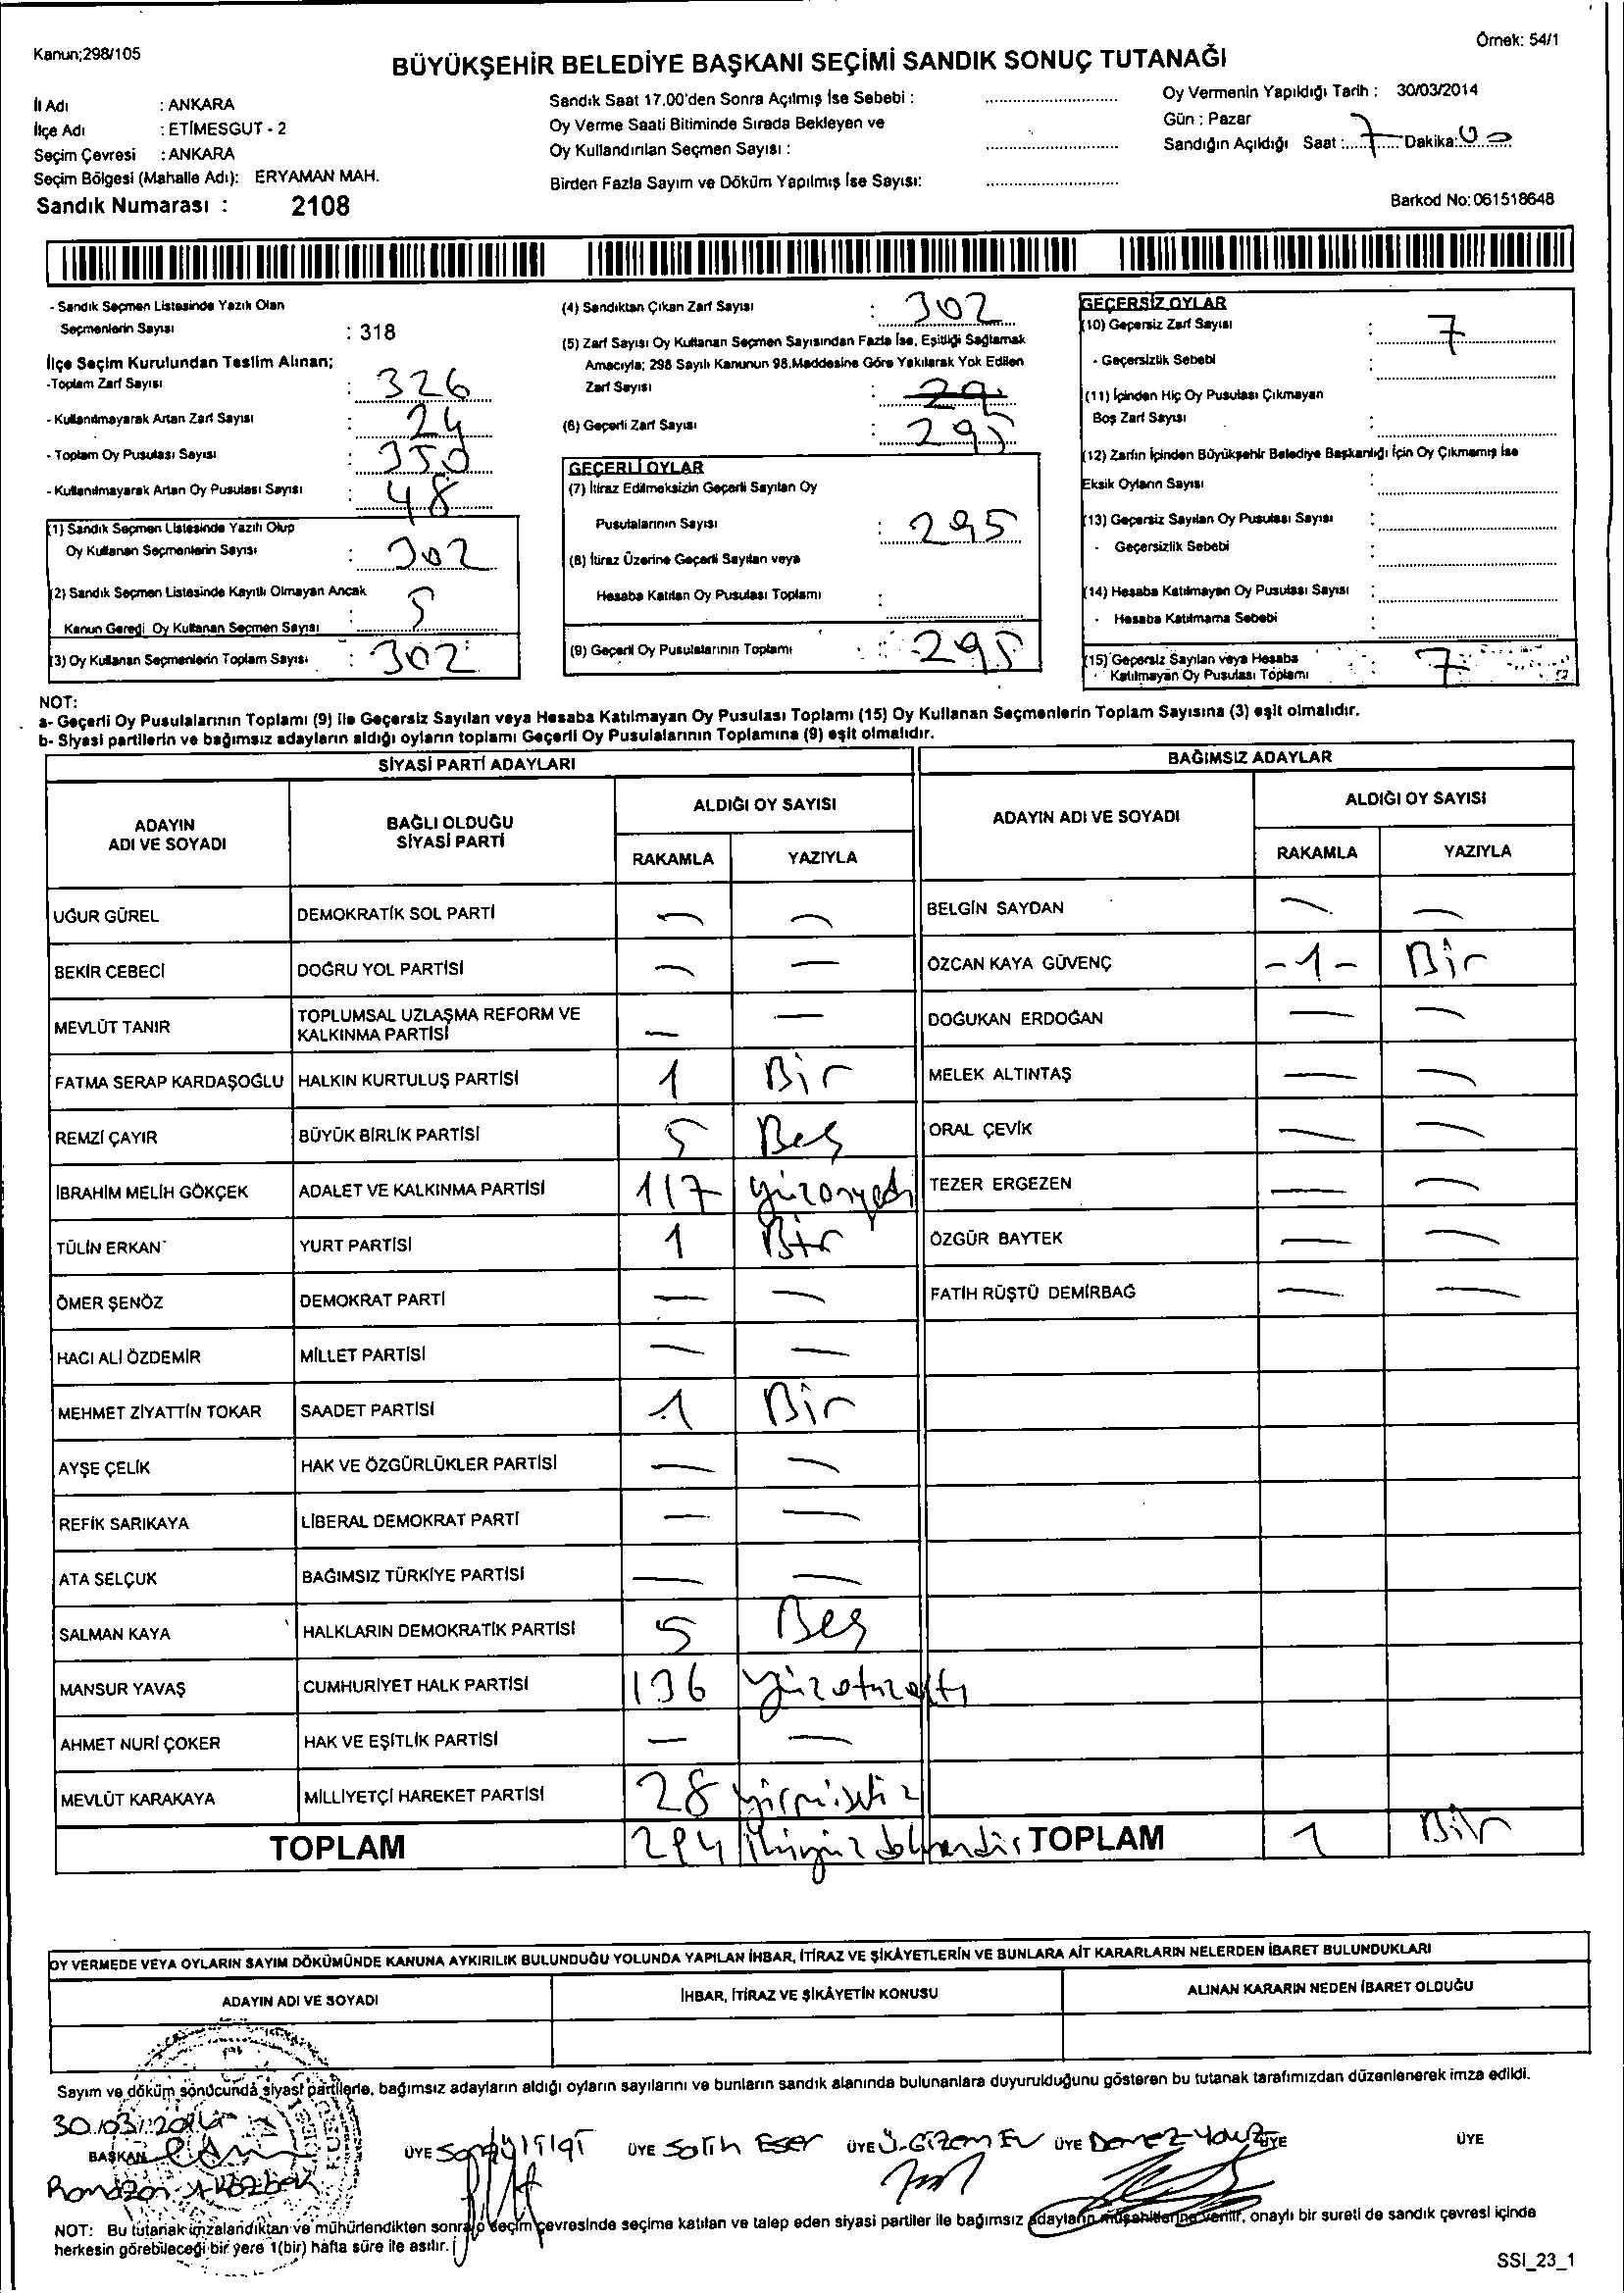 Kanun;298/105
Örnek: 54/1
BÜYÜKŞEHİR BELEDİYE BAŞKANI SEÇİMİ SANDIK SONUÇ TUTANAĞI
İl Adı : ANKARA
İlçe Adı : ETİMESGUT - 2
Seçim Çevresi : ANKARA
Seçim Bölgesi (Mahalle Adı): ERYAMAN MAH.
Sandık Numarası : 2108
Sandık Saat 17.00'den Sonra Açılmış İse Sebebi :
Oy Verme Saati Bitiminde Sırada Bekleyen ve
Oy Kullandırılan Seçmen Sayısı :
Birden Fazla Sayım ve Döküm Yapılmış İse Sayısı:
Oy Vermenin Yapıldığı Tarih : 30/03/2014
Gün : Pazar
Sandığın Açıldığı Saat : 7 Dakika: 00
Barkod No: 061518648
- Sandık Seçmen Listesinde Yazılı Olan
Seçmenlerin Sayısı : 318
İlçe Seçim Kurulundan Teslim Alınan;
-Toplam Zarf Sayısı : 326
- Kullanılmayarak Artan Zarf Sayısı : 24
- Toplam Oy Pusulası Sayısı : 350
- Kullanılmayarak Artan Oy Pusulası Sayısı : 48
(1) Sandık Seçmen Listesinde Yazılı Olup
Oy Kullanan Seçmenlerin Sayısı : 302
(2) Sandık Seçmen Listesinde Kayıtlı Olmayan Ancak
Kanun Gereği Oy Kullanan Seçmen Sayısı : 5
(3) Oy Kullanan Seçmenlerin Toplam Sayısı : 302
(4) Sandıktan Çıkan Zarf Sayısı : 302
(5) Zarf Sayısı Oy Kullanan Seçmen Sayısından Fazla İse, Eşitliği Sağlamak
Amacıyla; 298 Sayılı Kanunun 98.Maddesine Göre Yakılarak Yok Edilen
Zarf Sayısı :
(6) Geçerli Zarf Sayısı : 295
GEÇERLİ OYLAR
(7) İtiraz Edilmeksizin Geçerli Sayılan Oy
Pusulalarının Sayısı : 295
(8) İtiraz Üzerine Geçerli Sayılan veya
Hesaba Katılan Oy Pusulası Toplamı :
(9) Geçerli Oy Pusulalarının Toplamı : 295
GEÇERSİZ OYLAR
(10) Geçersiz Zarf Sayısı : 7
- Geçersizlik Sebebi
(11) İçinden Hiç Oy Pusulası Çıkmayan
Boş Zarf Sayısı :
(12) Zarfın İçinden Büyükşehir Belediye Başkanlığı İçin Oy Çıkmamış İse
Eksik Oyların Sayısı :
(13) Geçersiz Sayılan Oy Pusulası Sayısı :
- Geçersizlik Sebebi :
(14) Hesaba Katılmayan Oy Pusulası Sayısı :
- Hesaba Katılmama Sebebi :
(15) Geçersiz Sayılan veya Hesaba
Katılmayan Oy Pusulası Toplamı : 7
NOT:
a- Geçerli Oy Pusulalarının Toplamı (9) ile Geçersiz Sayılan veya Hesaba Katılmayan Oy Pusulası Toplamı (15) Oy Kullanan Seçmenlerin Toplam Sayısına (3) eşit olmalıdır.
b- Siyasi partilerin ve bağımsız adayların aldığı oyların toplamı Geçerli Oy Pusulalarının Toplamına (9) eşit olmalıdır.
SİYASİ PARTİ ADAYLARI
ADAYIN ADI VE SOYADI BAĞLI OLDUĞU SİYASİ PARTİ ALDIĞI OY SAYISI
RAKAMLA YAZIYLA
UĞUR GÜREL DEMOKRATİK SOL PARTİ — —
BEKİR CEBECİ DOĞRU YOL PARTİSİ — —
MEVLÜT TANIR TOPLUMSAL UZLAŞMA REFORM VE KALKINMA PARTİSİ — —
FATMA SERAP KARDAŞOĞLU HALKIN KURTULUŞ PARTİSİ 1 Bir
REMZİ ÇAYIR BÜYÜK BİRLİK PARTİSİ 5 Beş
İBRAHİM MELİH GÖKÇEK ADALET VE KALKINMA PARTİSİ 117 yüzonyedi
TÜLİN ERKAN YURT PARTİSİ 1 Bir
ÖMER ŞENÖZ DEMOKRAT PARTİ — —
HACI ALİ ÖZDEMİR MİLLET PARTİSİ — —
MEHMET ZİYATTİN TOKAR SAADET PARTİSİ 1 Bir
AYŞE ÇELİK HAK VE ÖZGÜRLÜKLER PARTİSİ — —
REFİK SARIKAYA LİBERAL DEMOKRAT PARTİ — —
ATA SELÇUK BAĞIMSIZ TÜRKİYE PARTİSİ — —
SALMAN KAYA HALKLARIN DEMOKRATİK PARTİSİ 5 Beş
MANSUR YAVAŞ CUMHURİYET HALK PARTİSİ 136 yüzotuzaltı
AHMET NURİ ÇOKER HAK VE EŞİTLİK PARTİSİ — —
MEVLÜT KARAKAYA MİLLİYETÇİ HAREKET PARTİSİ 28 yirmisekiz
TOPLAM 294 ikiyüzdoksandör
BAĞIMSIZ ADAYLAR
ADAYIN ADI VE SOYADI ALDIĞI OY SAYISI
RAKAMLA YAZIYLA
BELGİN SAYDAN — —
ÖZCAN KAYA GÜVENÇ -1- Bir
DOĞUKAN ERDOĞAN — —
MELEK ALTINTAŞ — —
ORAL ÇEVİK — —
TEZER ERGEZEN — —
ÖZGÜR BAYTEK — —
FATİH RÜŞTÜ DEMİRBAĞ — —
TOPLAM 1 Bir
OY VERMEDE VEYA OYLARIN SAYIM DÖKÜMÜNDE KANUNA AYKIRILIK BULUNDUĞU YOLUNDA YAPILAN İHBAR, İTİRAZ VE ŞİKÂYETLERİN VE BUNLARA AİT KARARLARIN NELERDEN İBARET BULUNDUKLARI
ADAYIN ADI VE SOYADI İHBAR, İTİRAZ VE ŞİKÂYETİN KONUSU ALINAN KARARIN NEDEN İBARET OLDUĞU
Sayım ve döküm sonucunda siyasi partilerle, bağımsız adayların aldığı oyların sayılarını ve bunların sandık alanında bulunanlara duyurulduğunu gösteren bu tutanak tarafımızdan düzenlenerek imza edildi.
30.03.2014
BAŞKAN ÜYE ÜYE Salih Eser ÜYE Ü.Gizem Ev ÜYE ÜYE ÜYE
Ramazan Aközbek
NOT: Bu tutanak imzalandıktan ve mühürlendikten sonra o seçim çevresinde seçime katılan ve talep eden siyasi partiler ile bağımsız adayların müşahitlerine verilir, onaylı bir sureti de sandık çevresi içinde
herkesin görebileceği bir yere 1(bir) hafta süre ile asılır.
SSI_23_1